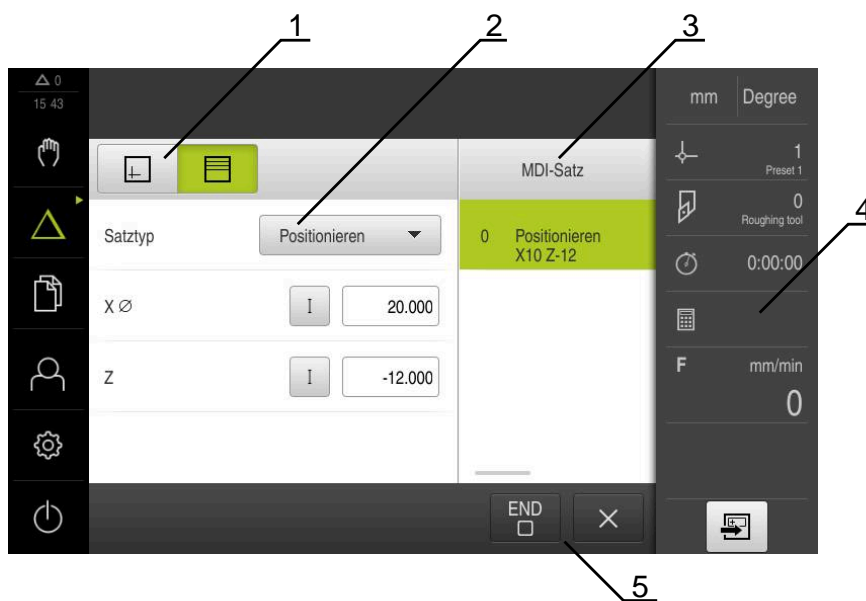 1
2
3
0
15 43
mm
Degree
MDI-Satz
1
Preset 1
Satztyp
Positionieren
0 Positionieren
X10 Z-12
0
Roughing tool
4
X ∅
I
20.000
0:00:00
Z
I
-12.000
F
mm/min
0
END
5